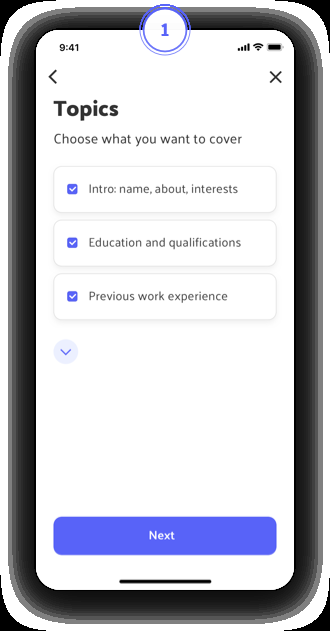 1
9:41
Topics
Choose what you want to cover
Intro: name, about, interests
Education and qualifications
Previous work experience
Next